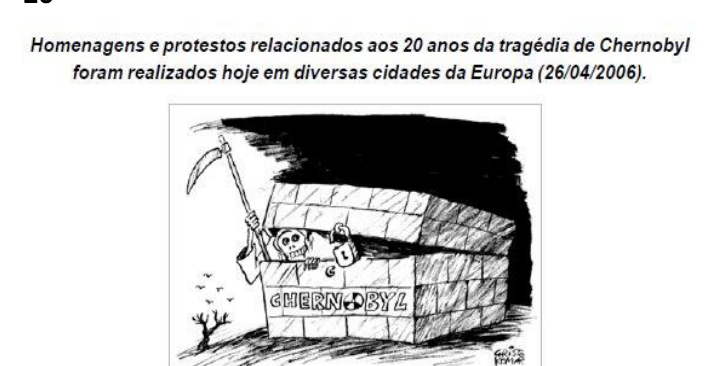 Homenagens e protestos relacionados aos 20 anos da tragédia de Chernobyl
foram realizados hoje em diversas cidades da Europa (26/04/2006).
CHERNOBYL